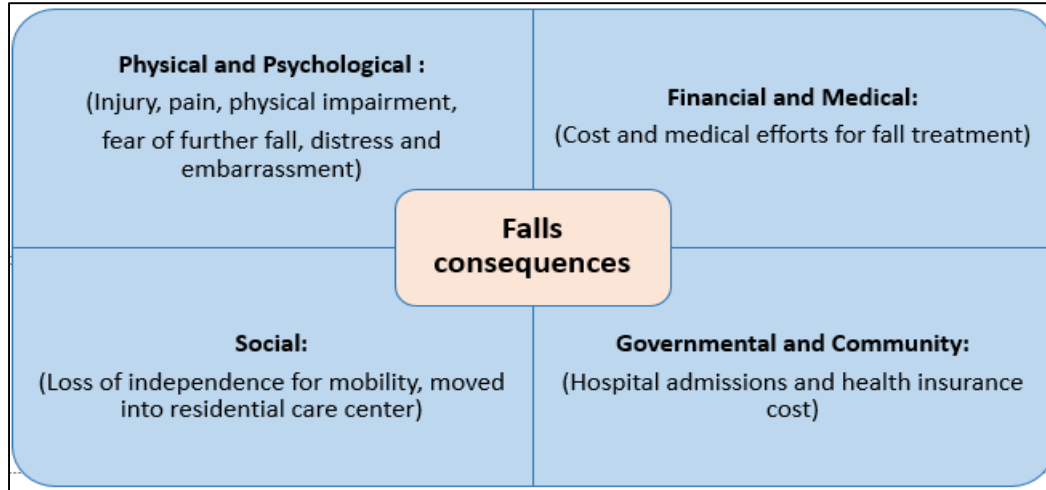 Physical and Psychological :
(Injury, pain, physical impairment,
fear of further fall, distress and
embarrassment)
Financial and Medical:
(Cost and medical efforts for fall treatment)
Falls
consequences
Social:
(Loss of independence for mobility, moved
into residential care center)
Governmental and Community:
(Hospital admissions and health insurance
cost)